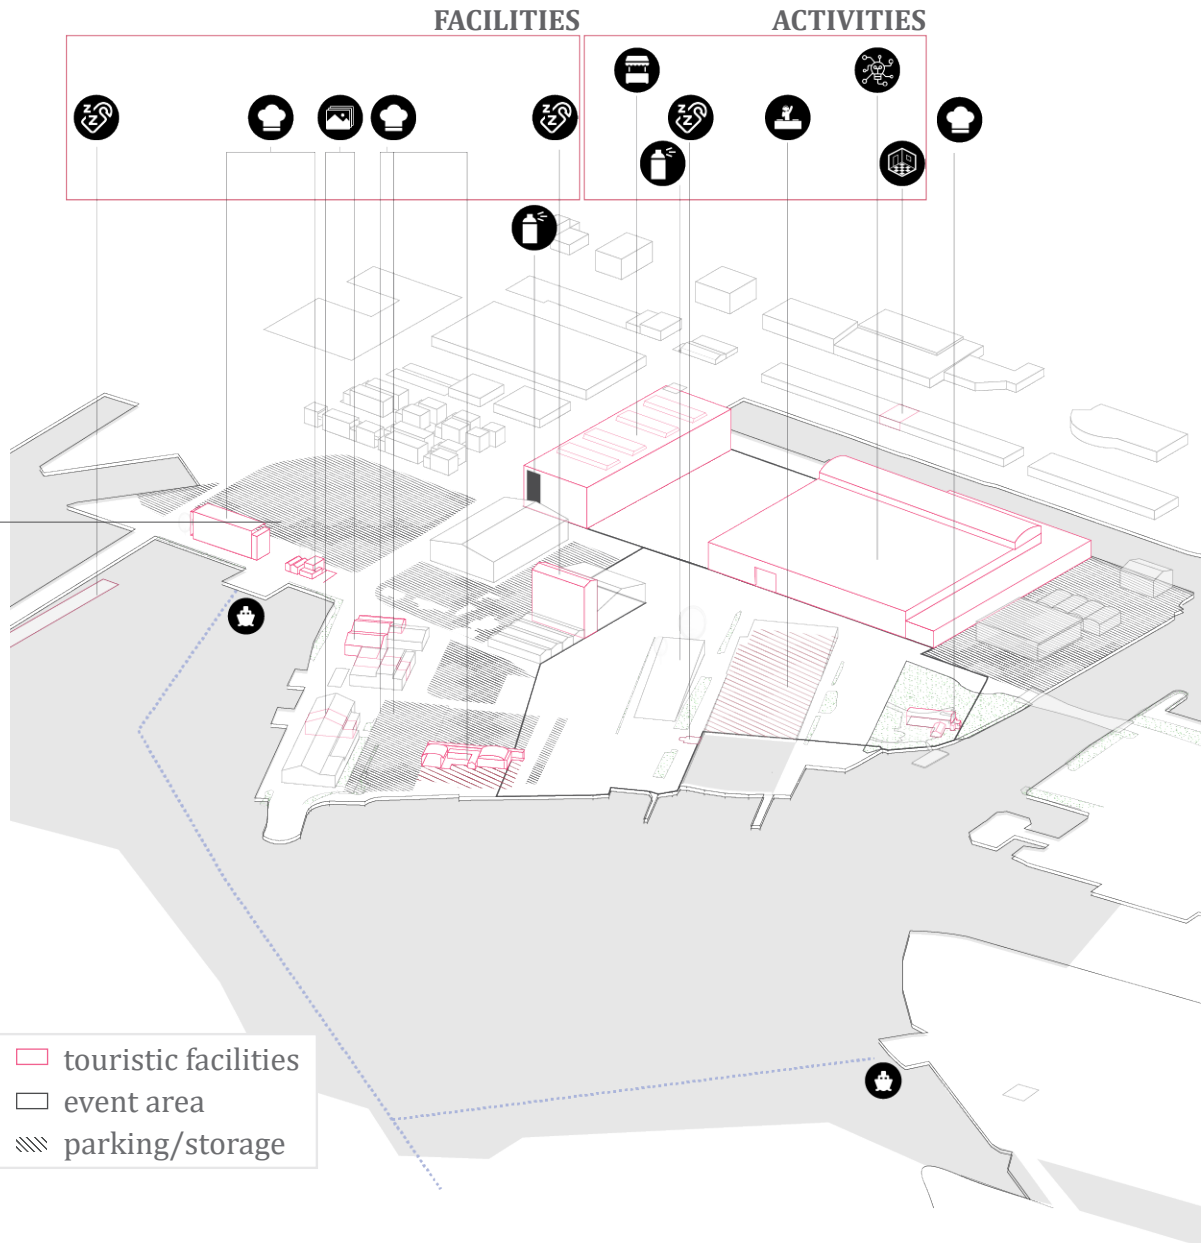 FACILITIES
ACTIVITIES
z z z
z z z
z z z
touristic facilities
event area
parking/storage